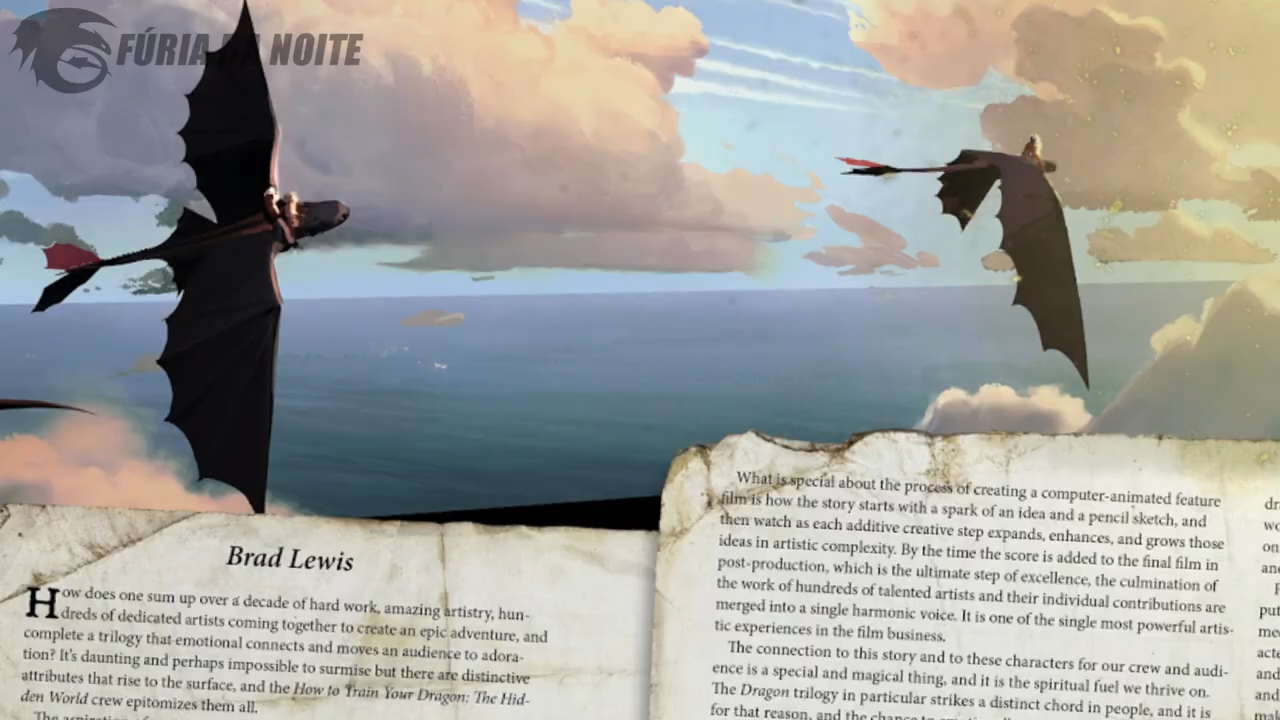 FÚRIA DA NOITE
Brad Lewis
How does one sum up over a decade of hard work, amazing artistry, hun-
dreds of dedicated artists coming together to create an epic adventure, and
complete a trilogy that emotional connects and moves an audience to adora-
tion? It's daunting and perhaps impossible to surmise but there are distinctive
attributes that rise to the surface, and the How to Train Your Dragon: The Hid-
den World crew epitomizes them all.
The aspiration of
What is special about the process of creating a computer-animated feature
film is how the story starts with a spark of an idea and a pencil sketch, and
then watch as each additive creative step expands, enhances, and grows those
ideas in artistic complexity. By the time the score is added to the final film in
post-production, which is the ultimate step of excellence, the culmination of
the work of hundreds of talented artists and their individual contributions are
merged into a single harmonic voice. It is one of the single most powerful artis-
tic experiences in the film business.
The connection to this story and to these characters for our crew and audi-
ence is a special and magical thing, and it is the spiritual fuel we thrive on.
The Dragon trilogy in particular strikes a distinct chord in people, and it is
for that reason, and the chance to